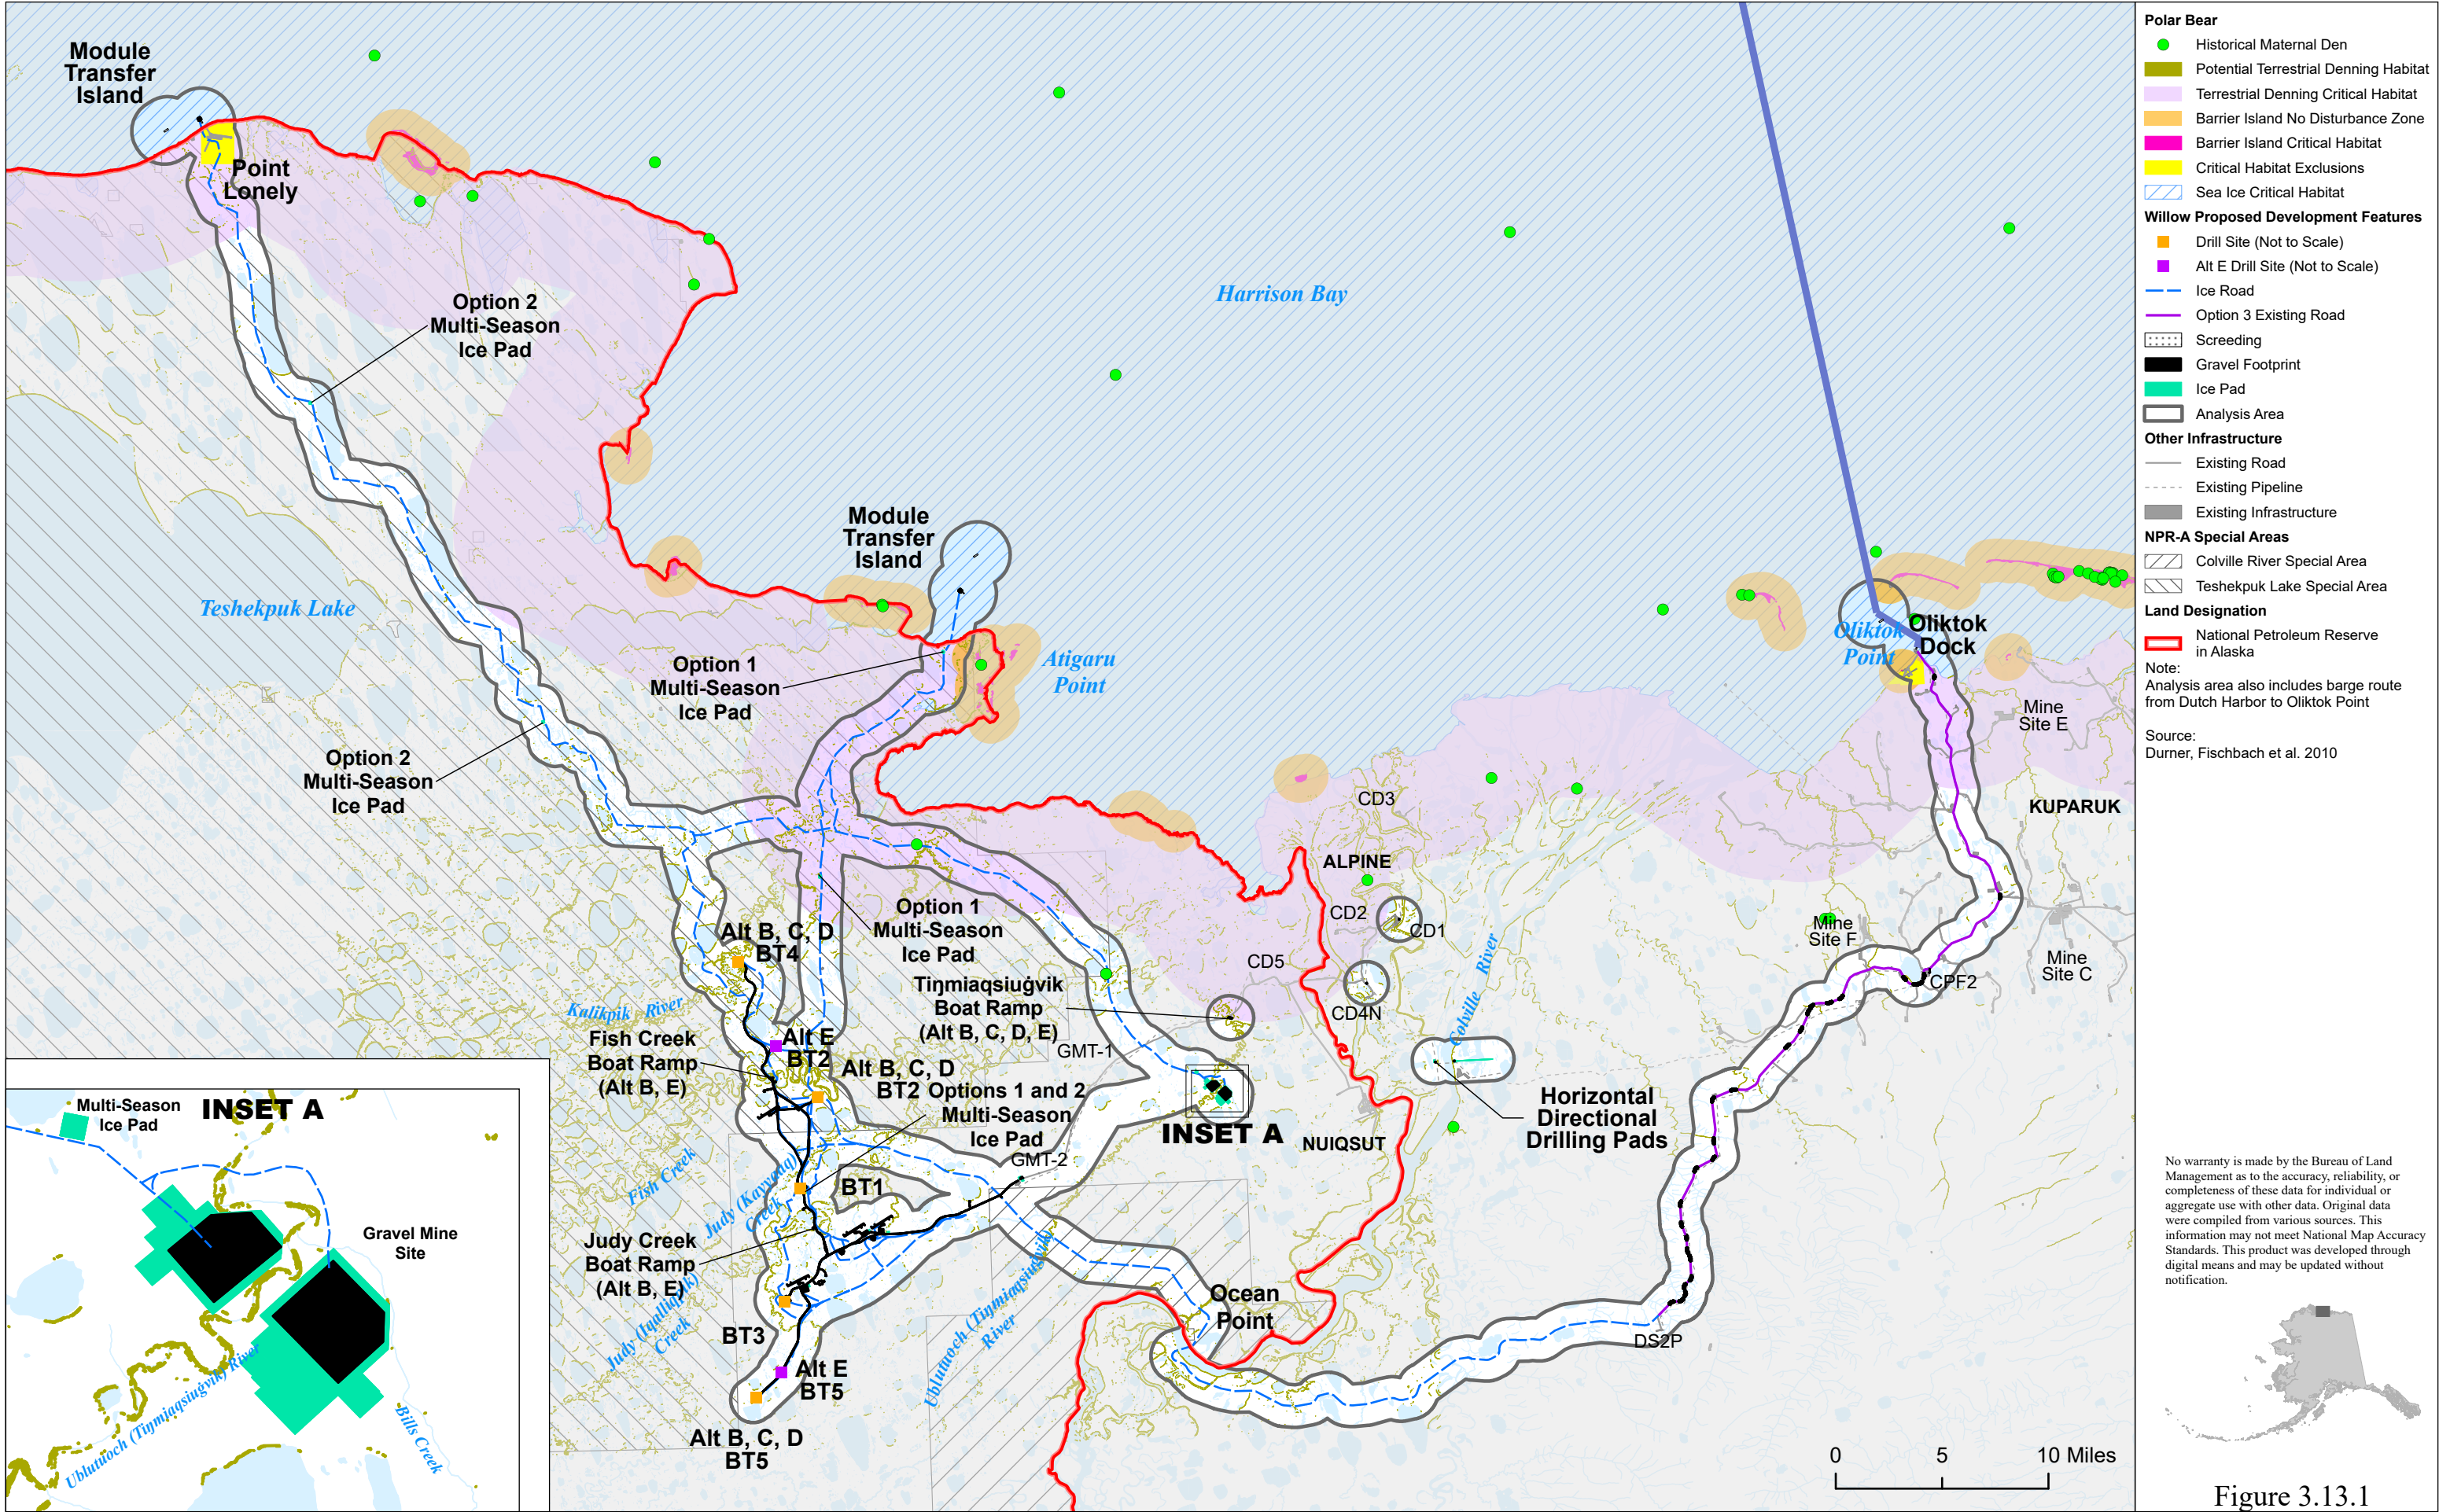 Module
Transfer
Island
Point
Lonely
Option 2
Multi-Season
Ice Pad
Harrison Bay
Module
Transfer
Island
Teshekpuk Lake
Option 1
Multi-Season
Ice Pad
Atigaru
Point
Oliktok
Point
Oliktok
Dock
Mine
Site E
Option 2
Multi-Season
Ice Pad
CD3
KUPARUK
ALPINE
CD2
CD1
Option 1
Multi-Season
Ice Pad
Alt B, C, D
BT4
Mine
Site F
Mine
Site C
CD5
CPF2
Tiŋmiaqsiuġvik
Boat Ramp
(Alt B, C, D, E)
CD4N
Colville River
Kalikpik River
Fish Creek
Boat Ramp
(Alt B, E)
Alt E
BT2
GMT-1
Alt B, C, D
BT2
Options 1 and 2
Multi-Season
Ice Pad
Horizontal
Directional
Drilling Pads
INSET A
NUIQSUT
GMT-2
Fish Creek
Judy (Kayyaaq)
Creek
BT1
Judy Creek
Boat Ramp
(Alt B, E)
Judy (Iqalliqpik)
Creek
Ublutuoch (Tiŋmiaqsiuġvik)
River
Ocean
Point
BT3
DS2P
Alt E
BT5
Alt B, C, D
BT5
0 5 10 Miles
INSET A
Multi-Season
Ice Pad
Gravel Mine
Site
Ublutuoch (Tiŋmiaqsiuġvik) River
Bills Creek
Polar Bear
Historical Maternal Den
Potential Terrestrial Denning Habitat
Terrestrial Denning Critical Habitat
Barrier Island No Disturbance Zone
Barrier Island Critical Habitat
Critical Habitat Exclusions
Sea Ice Critical Habitat
Willow Proposed Development Features
Drill Site (Not to Scale)
Alt E Drill Site (Not to Scale)
Ice Road
Option 3 Existing Road
Screeding
Gravel Footprint
Ice Pad
Analysis Area
Other Infrastructure
Existing Road
Existing Pipeline
Existing Infrastructure
NPR-A Special Areas
Colville River Special Area
Teshekpuk Lake Special Area
Land Designation
National Petroleum Reserve
in Alaska
Note:
Analysis area also includes barge route
from Dutch Harbor to Oliktok Point
Source:
Durner, Fischbach et al. 2010
No warranty is made by the Bureau of Land
Management as to the accuracy, reliability, or
completeness of these data for individual or
aggregate use with other data. Original data
were compiled from various sources. This
information may not meet National Map Accuracy
Standards. This product was developed through
digital means and may be updated without
notification.
Figure 3.13.1